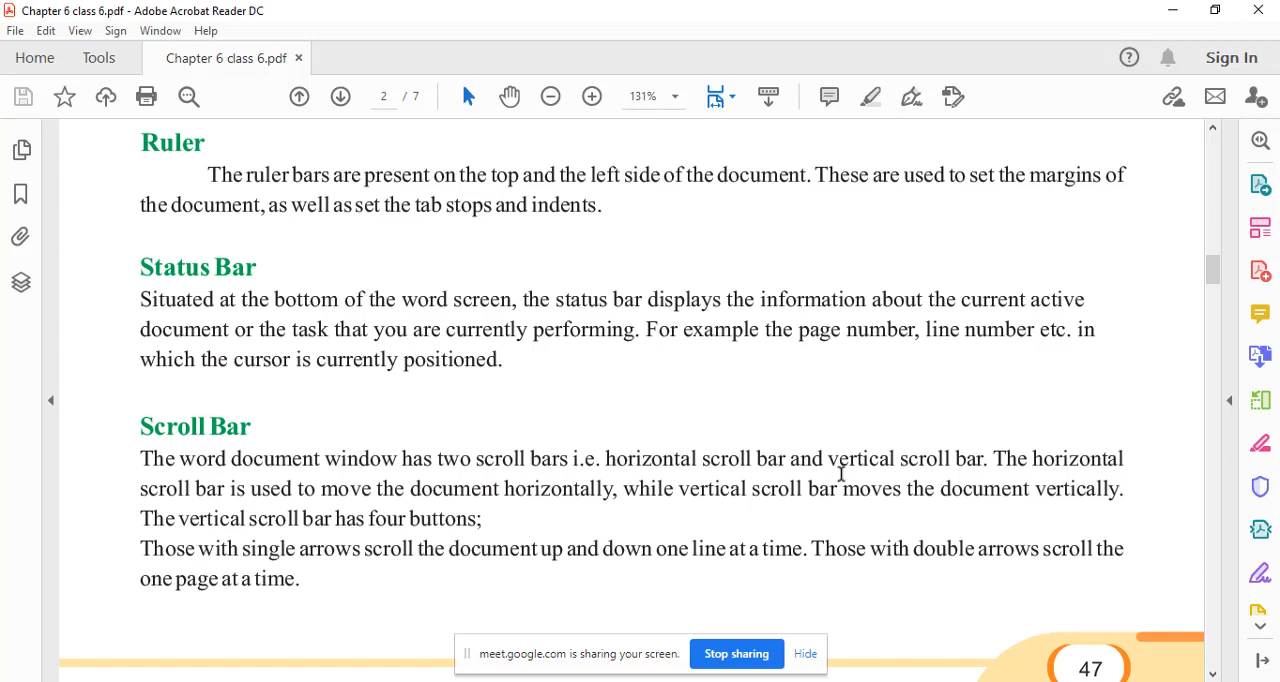 Chapter 6 class 6.pdf - Adobe Acrobat Reader DC
File Edit View Sign Window Help
Home Tools Chapter 6 class 6.pdf × Sign In
2 / 7 131%
Ruler
The ruler bars are present on the top and the left side of the document. These are used to set the margins of
the document, as well as set the tab stops and indents.
Status Bar
Situated at the bottom of the word screen, the status bar displays the information about the current active
document or the task that you are currently performing. For example the page number, line number etc. in
which the cursor is currently positioned.
Scroll Bar
The word document window has two scroll bars i.e. horizontal scroll bar and vertical scroll bar. The horizontal
scroll bar is used to move the document horizontally, while vertical scroll bar moves the document vertically.
The vertical scroll bar has four buttons;
Those with single arrows scroll the document up and down one line at a time. Those with double arrows scroll the
one page at a time.
meet.google.com is sharing your screen. Stop sharing Hide
47